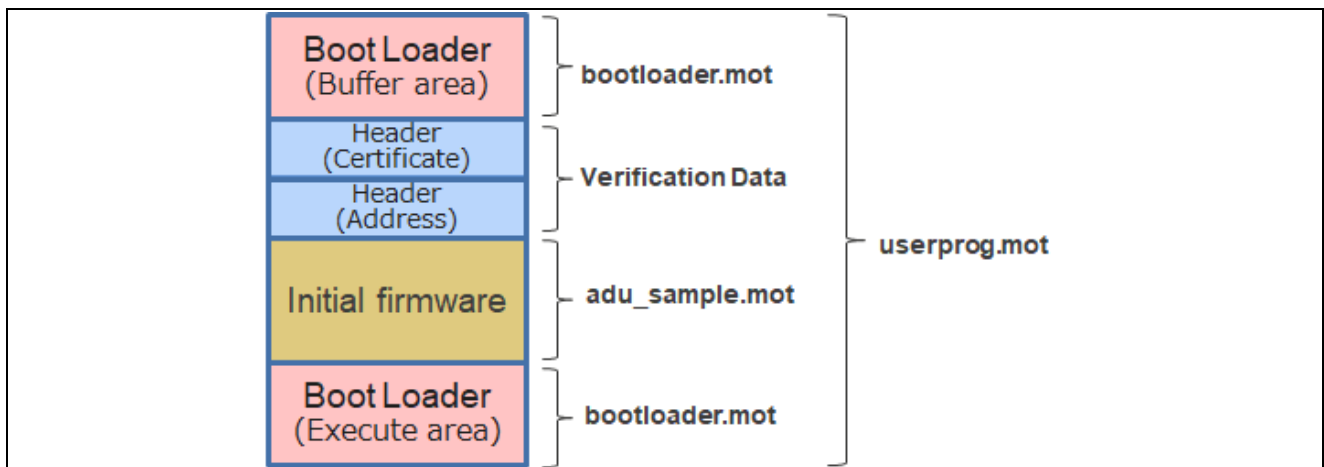 Boot Loader
(Buffer area)
bootloader.mot
Header
(Certificate)
Verification Data
Header
(Address)
userprog.mot
Initial firmware
adu_sample.mot
Boot Loader
(Execute area)
bootloader.mot